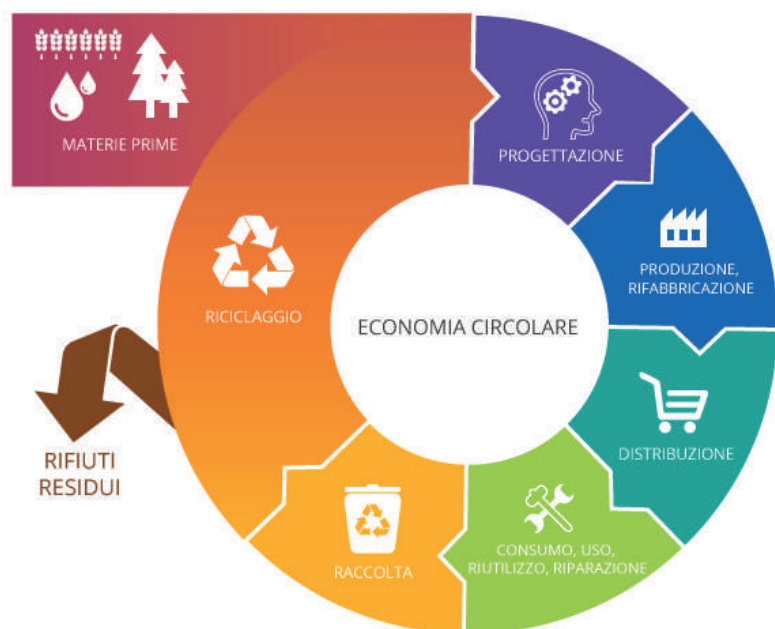 MATERIE PRIME
PROGETTAZIONE
PRODUZIONE,
RIFABBRICAZIONE
DISTRIBUZIONE
CONSUMO, USO,
RIUTILIZZO, RIPARAZIONE
RACCOLTA
RICICLAGGIO
RIFIUTI
RESIDUI
ECONOMIA CIRCOLARE